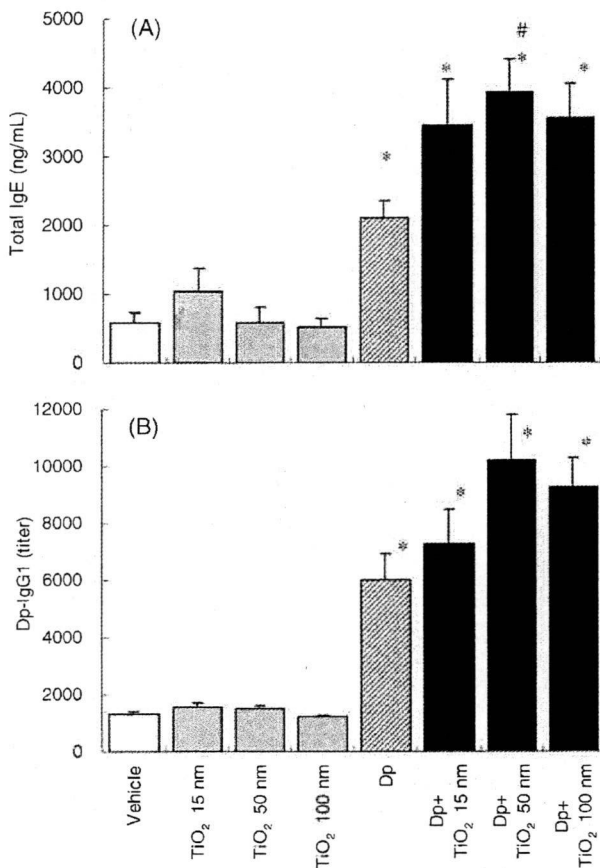 (A)
Total IgE (ng/mL)
5000
4000
3000
2000
1000
0
*
*
#
*
*
(B)
Dp-IgG1 (titer)
12000
10000
8000
6000
4000
2000
0
*
*
*
*
Vehicle
TiO₂ 15 nm
TiO₂ 50 nm
TiO₂ 100 nm
Dp
Dp+
TiO₂ 15 nm
Dp+
TiO₂ 50 nm
Dp+
TiO₂ 100 nm